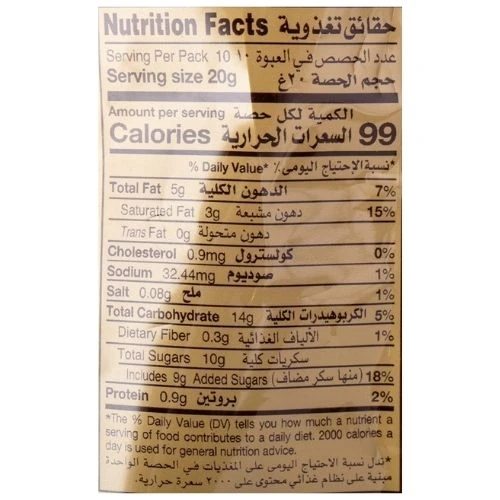 Nutrition Facts حقائق تغذوية
Serving Per Pack 10 عدد الحصص في العبوة ١٠
Serving size 20g حجم الحصة ٢٠غ
Amount per serving الكمية لكل حصة
Calories السعرات الحرارية 99
% Daily Value* نسبة الاحتياج اليومى٪*
Total Fat 5g الدهون الكلية 7%
Saturated Fat 3g دهون مشبعة 15%
Trans Fat 0g دهون متحولة
Cholesterol 0.9mg كولسترول 0%
Sodium 32.44mg صوديوم 1%
Salt 0.08g ملح 1%
Total Carbohydrate 14g الكربوهيدرات الكلية 5%
Dietary Fiber 0.3g الألياف الغذائية 1%
Total Sugars 10g سكريات كلية
Includes 9g Added Sugars (منها سكر مضاف) 18%
Protein 0.9g بروتين 2%
*The % Daily Value (DV) tells you how much a nutrient a
serving of food contributes to a daily diet. 2000 calories a
day is used for general nutrition advice.
*تدل نسبة الاحتياج اليومى على المغذيات في الحصة الواحدة
مبنية على نظام غذائي محتوى على ٢٠٠٠ سعرة حرارية.